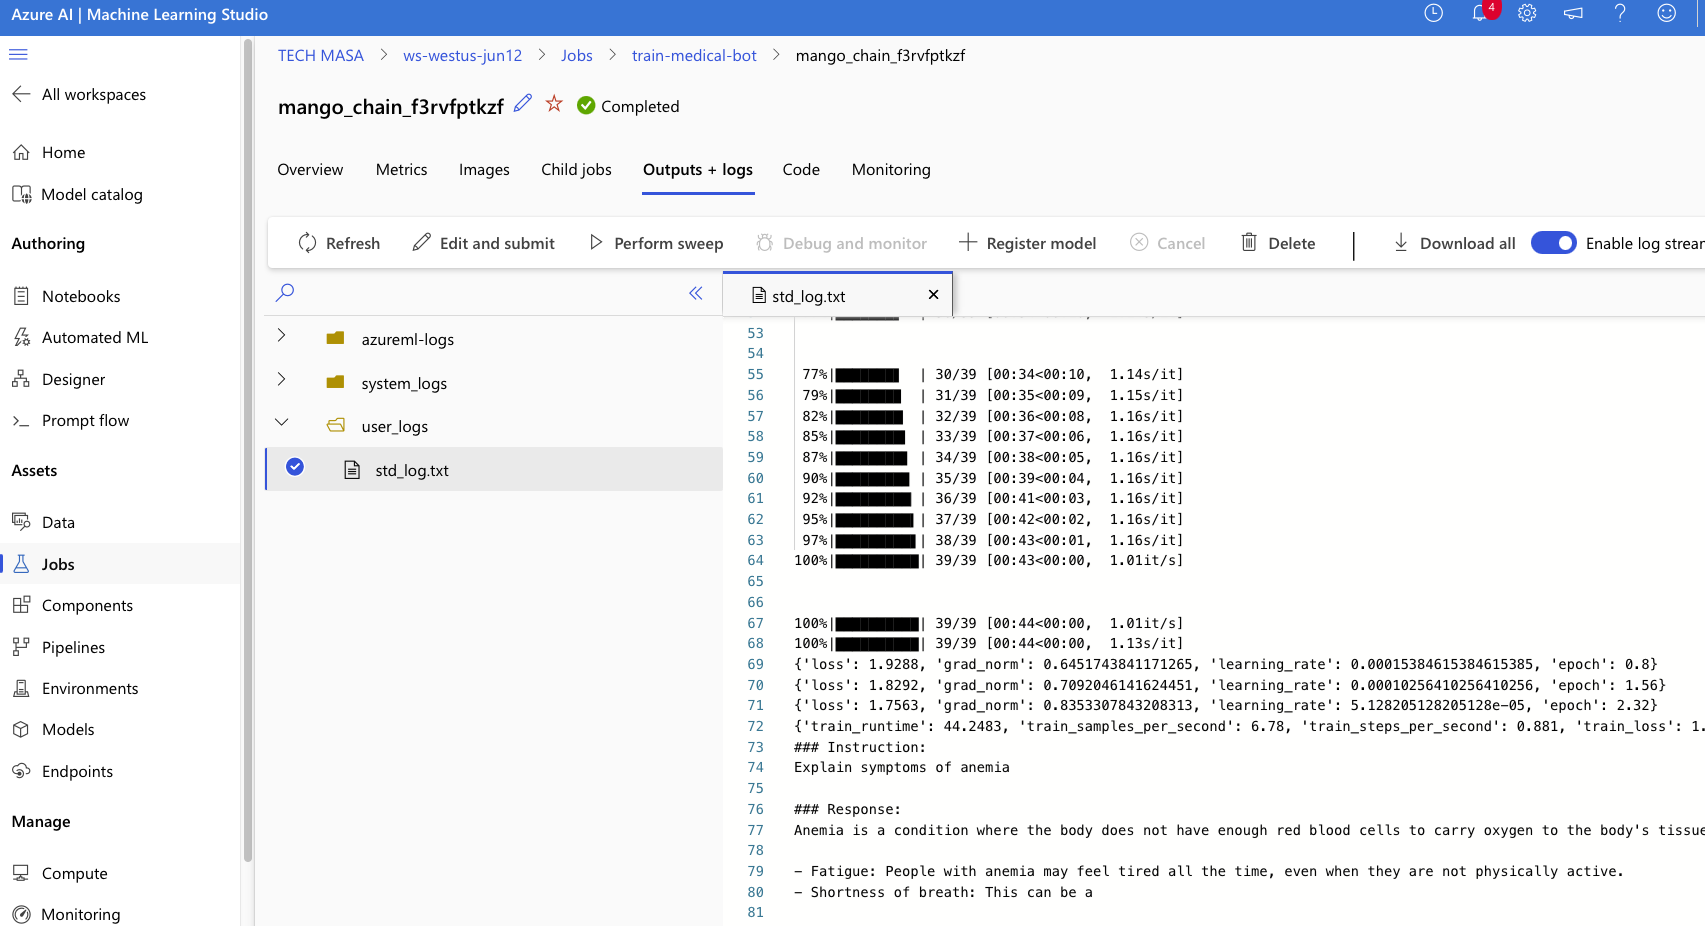 Azure AI | Machine Learning Studio
4
TECH MASA > ws-westus-jun12 > Jobs > train-medical-bot > mango_chain_f3rvfptkzf
All workspaces
mango_chain_f3rvfptkzf Completed
Home
Model catalog
Overview Metrics Images Child jobs Outputs + logs Code Monitoring
Authoring
Refresh Edit and submit Perform sweep Debug and monitor Register model Cancel Delete Download all Enable log strear
Notebooks
Automated ML
Designer
Prompt flow
Assets
Data
Jobs
Components
Pipelines
Environments
Models
Endpoints
Manage
Compute
Monitoring
azureml-logs
system_logs
user_logs
std_log.txt
std_log.txt
53
54
55 77%|████████ | 30/39 [00:34<00:10, 1.14s/it]
56 79%|████████ | 31/39 [00:35<00:09, 1.15s/it]
57 82%|████████ | 32/39 [00:36<00:08, 1.16s/it]
58 85%|████████ | 33/39 [00:37<00:06, 1.16s/it]
59 87%|█████████ | 34/39 [00:38<00:05, 1.16s/it]
60 90%|█████████ | 35/39 [00:39<00:04, 1.16s/it]
61 92%|█████████ | 36/39 [00:41<00:03, 1.16s/it]
62 95%|█████████ | 37/39 [00:42<00:02, 1.16s/it]
63 97%|██████████| 38/39 [00:43<00:01, 1.16s/it]
64 100%|██████████| 39/39 [00:43<00:00, 1.01it/s]
65
66
67 100%|██████████| 39/39 [00:44<00:00, 1.01it/s]
68 100%|██████████| 39/39 [00:44<00:00, 1.13s/it]
69 {'loss': 1.9288, 'grad_norm': 0.6451743841171265, 'learning_rate': 0.00015384615384615385, 'epoch': 0.8}
70 {'loss': 1.8292, 'grad_norm': 0.7092046141624451, 'learning_rate': 0.00010256410256410256, 'epoch': 1.56}
71 {'loss': 1.7563, 'grad_norm': 0.8353307843208313, 'learning_rate': 5.128205128205128e-05, 'epoch': 2.32}
72 {'train_runtime': 44.2483, 'train_samples_per_second': 6.78, 'train_steps_per_second': 0.881, 'train_loss': 1.
73 ### Instruction:
74 Explain symptoms of anemia
75
76 ### Response:
77 Anemia is a condition where the body does not have enough red blood cells to carry oxygen to the body's tissue
78
79 - Fatigue: People with anemia may feel tired all the time, even when they are not physically active.
80 - Shortness of breath: This can be a
81